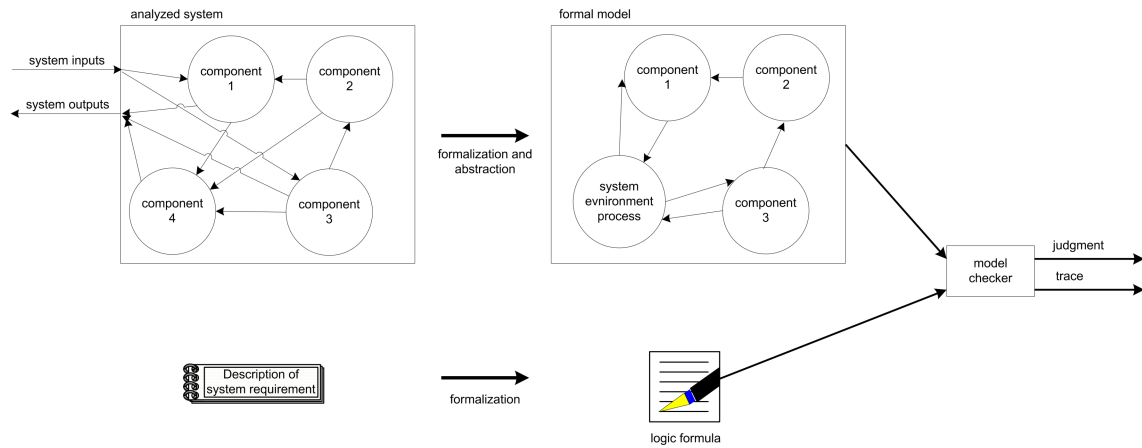 analyzed system
formal model
system inputs
system outputs
component
1
component
2
component
4
component
3
formalization and
abstraction
component
1
component
2
system
evnironment
process
component
3
model
checker
judgment
trace
Description of
system requirement
formalization
logic formula